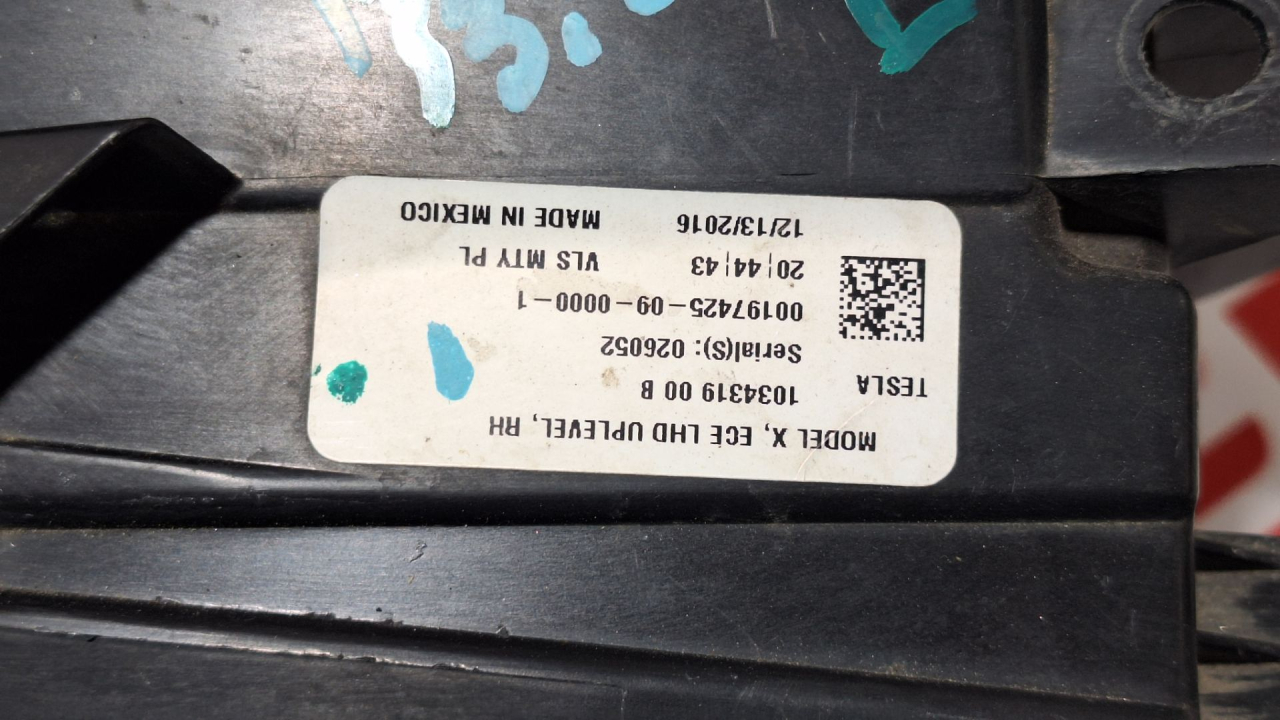 MODEL X, ECE LHD UPLEVEL, RH
TESLA
1034319 00 B
Serial(S): 026052
00197425-09-0000-1
20:44:43 VLS MTY PL
12/13/2016 MADE IN MEXICO